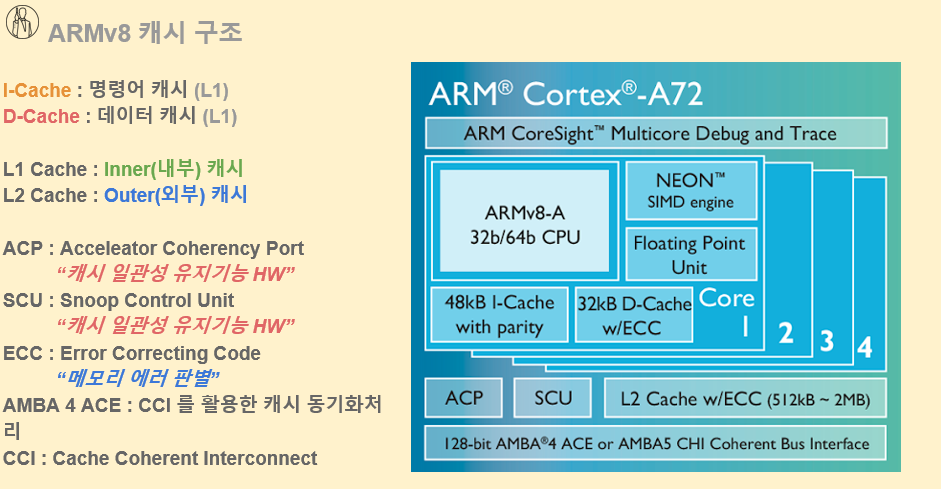 ARMv8 캐시 구조
I-Cache : 명령어 캐시 (L1)
D-Cache : 데이터 캐시 (L1)
L1 Cache : Inner(내부) 캐시
L2 Cache : Outer(외부) 캐시
ACP : Acceleator Coherency Port
“캐시 일관성 유지기능 HW”
SCU : Snoop Control Unit
“캐시 일관성 유지기능 HW”
ECC : Error Correcting Code
“메모리 에러 판별”
AMBA 4 ACE : CCI 를 활용한 캐시 동기화처
리
CCI : Cache Coherent Interconnect
ARM® Cortex®-A72
ARM CoreSight™ Multicore Debug and Trace
ARMv8-A
32b/64b CPU
NEON™
SIMD engine
Floating Point
Unit
48kB I-Cache
with parity
32kB D-Cache
w/ECC
Core
1
2
3
4
ACP
SCU
L2 Cache w/ECC (512kB ~ 2MB)
128-bit AMBA®4 ACE or AMBA5 CHI Coherent Bus Interface